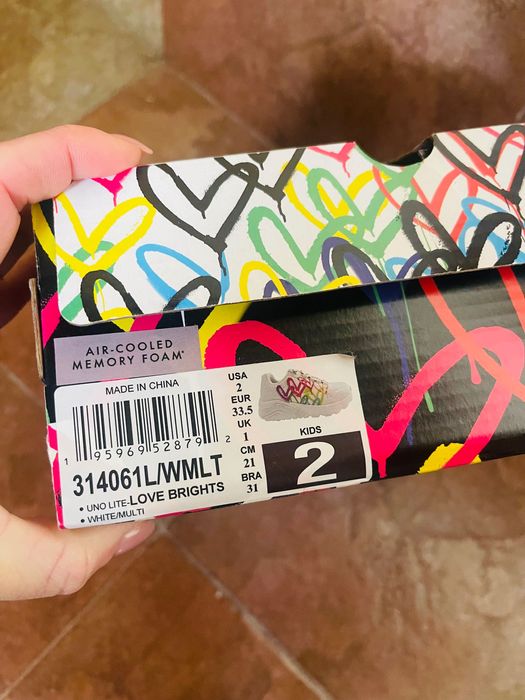 AIR-COOLED
MEMORY FOAM®
MADE IN CHINA
1 95969 52879 2
314061L/WMLT
• UNO LITE-LOVE BRIGHTS
• WHITE/MULTI
USA
2
EUR
33.5
UK
1
CM
21
BRA
31
KIDS
2